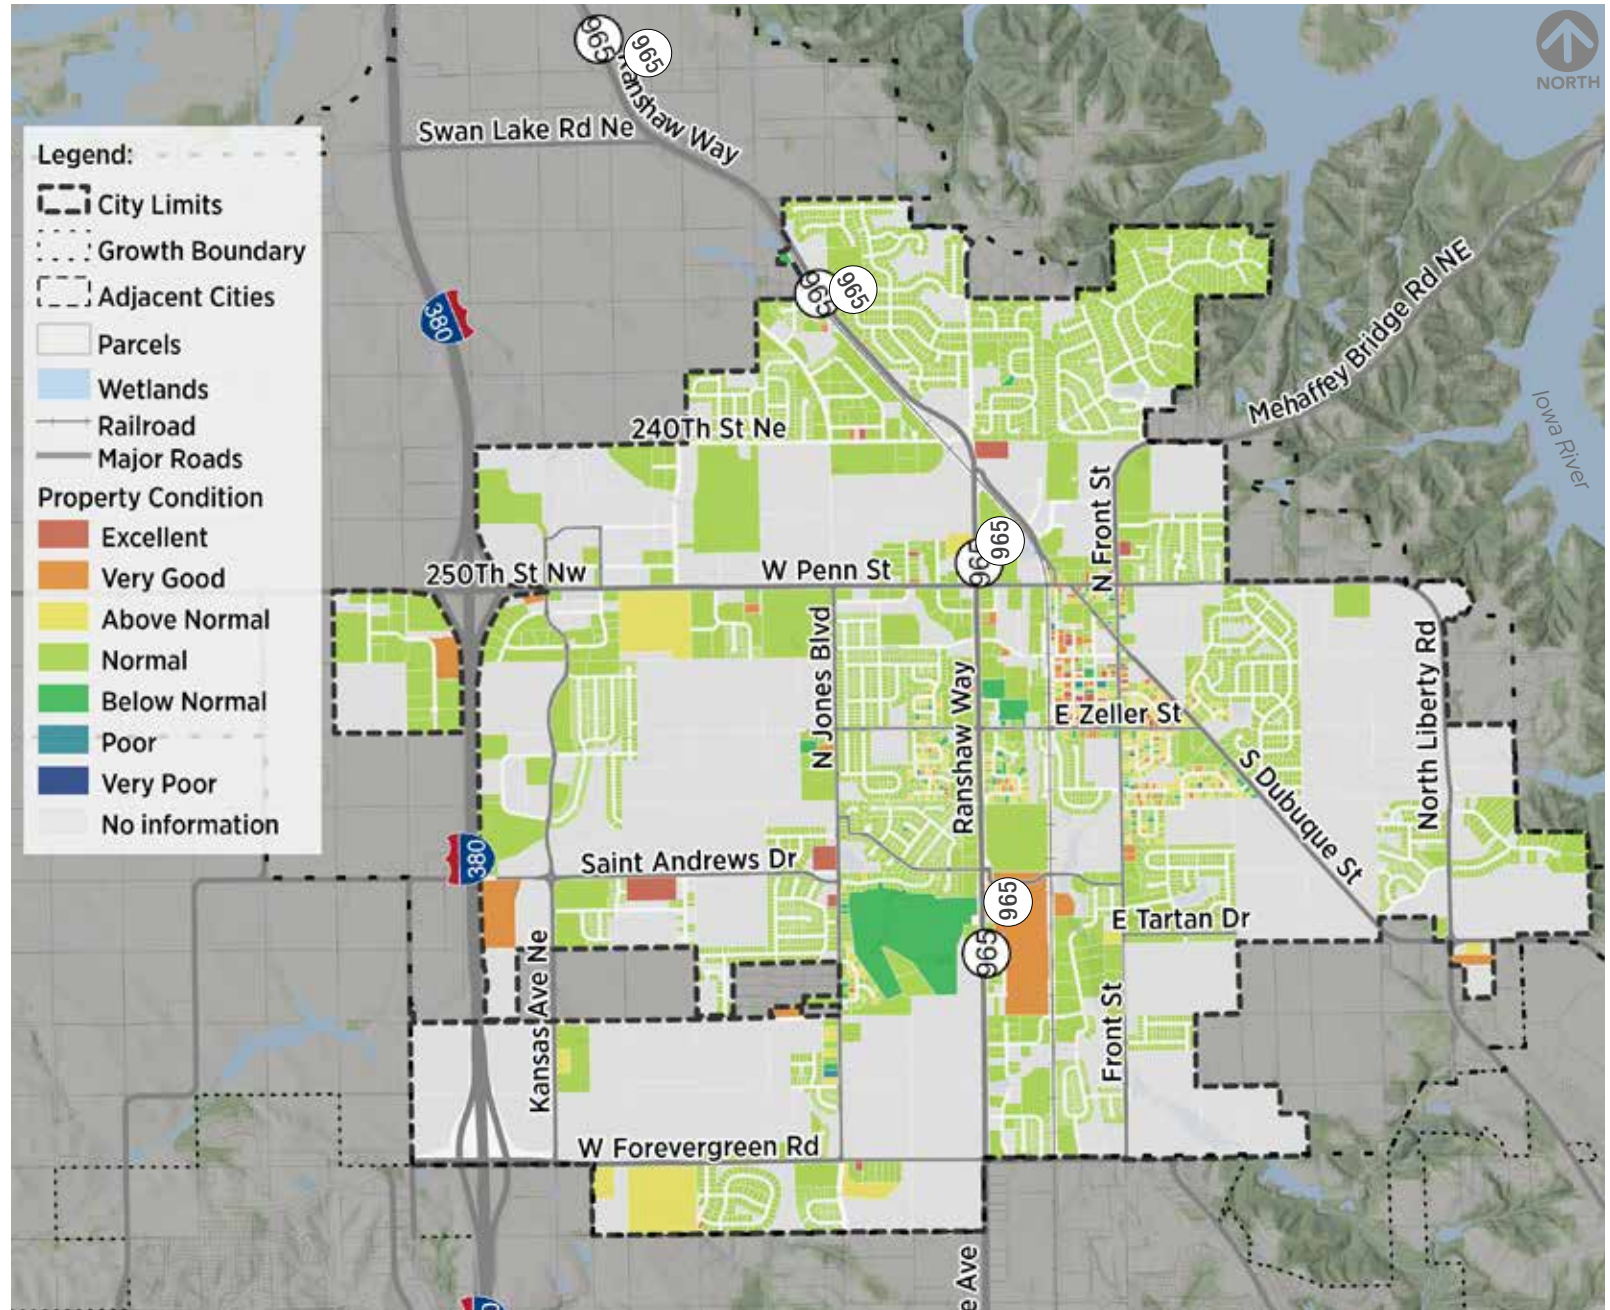 965
965
NORTH
Ranshaw Way
Swan Lake Rd Ne
Legend:
City Limits
Growth Boundary
Adjacent Cities
Parcels
Wetlands
Railroad
Major Roads
Property Condition
Excellent
Very Good
Above Normal
Normal
Below Normal
Poor
Very Poor
No information
380
965
965
Mehaffey Bridge Rd NE
Iowa River
240Th St Ne
N Front St
965
965
250Th St Nw
W Penn St
N Jones Blvd
Ranshaw Way
E Zeller St
North Liberty Rd
S Dubuque St
380
Saint Andrews Dr
965
E Tartan Dr
965
Kansas Ave Ne
Front St
W Forevergreen Rd
e Ave